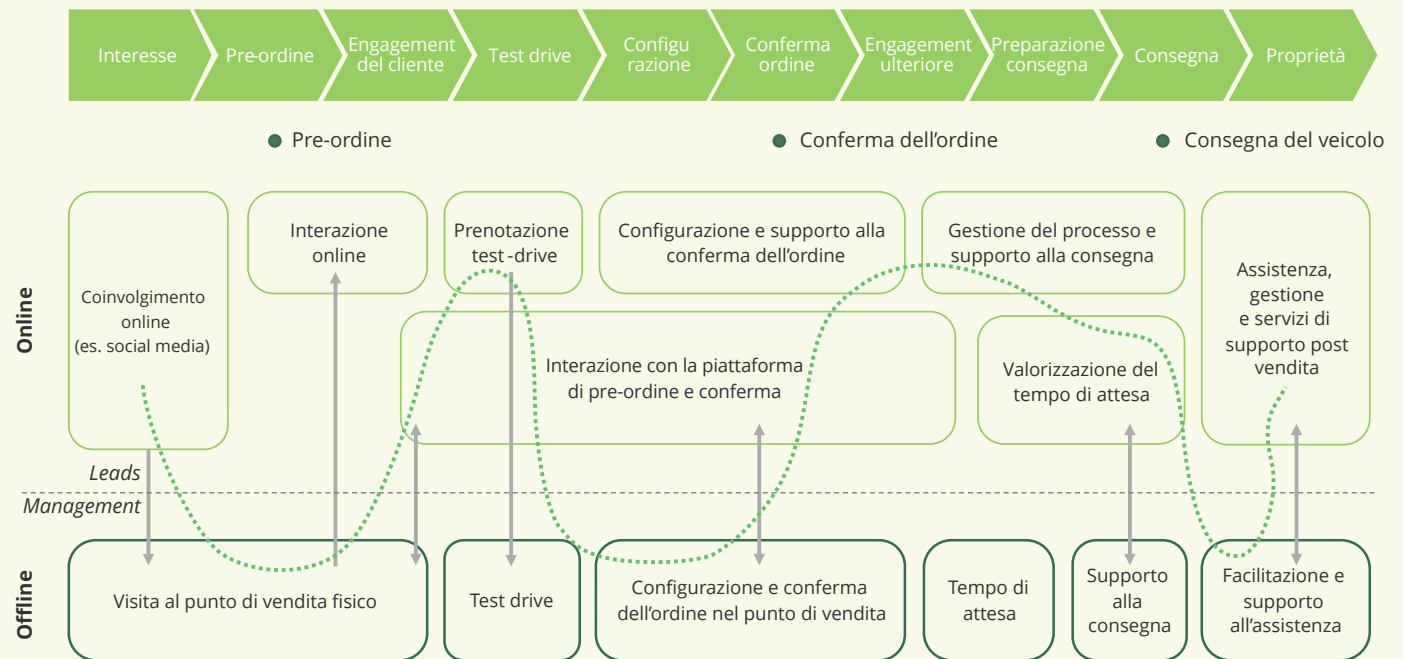 Interesse
Pre-ordine
Engagement
del cliente
Test drive
Configu
razione
Conferma
ordine
Engagement
ulteriore
Preparazione
consegna
Consegna
Proprietà
Pre-ordine
Conferma dell'ordine
Consegna del veicolo
Online
Coinvolgimento
online
(es. social media)
Interazione
online
Prenotazione
test-drive
Configurazione e supporto alla
conferma dell'ordine
Gestione del processo e
supporto alla consegna
Assistenza,
gestione
e servizi di
supporto post
vendita
Interazione con la piattaforma
di pre-ordine e conferma
Valorizzazione del
tempo di attesa
Leads
Management
Offline
Visita al punto di vendita fisico
Test drive
Configurazione e conferma
dell'ordine nel punto di vendita
Tempo di
attesa
Supporto
alla
consegna
Facilitazione e
supporto
all'assistenza